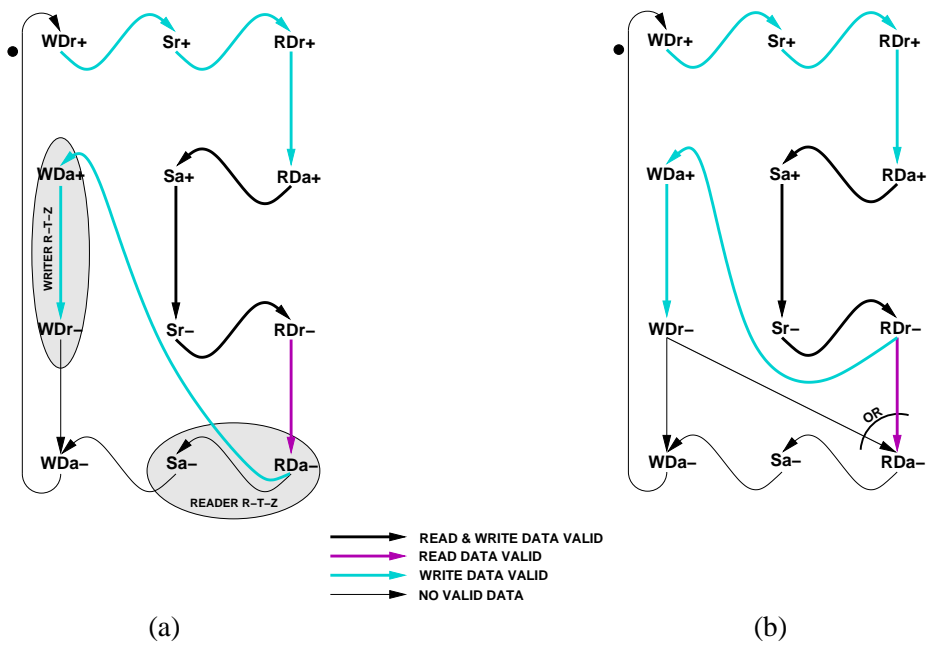 WDr+ Sr+ RDr+
WDa+ Sa+ RDa+
WRITER R−T−Z
WDr− Sr− RDr−
WDa− Sa− RDa−
READER R−T−Z
WDr+ Sr+ RDr+
WDa+ Sa+ RDa+
WDr− Sr− RDr−
OR
WDa− Sa− RDa−
READ & WRITE DATA VALID
READ DATA VALID
WRITE DATA VALID
NO VALID DATA
(a) (b)